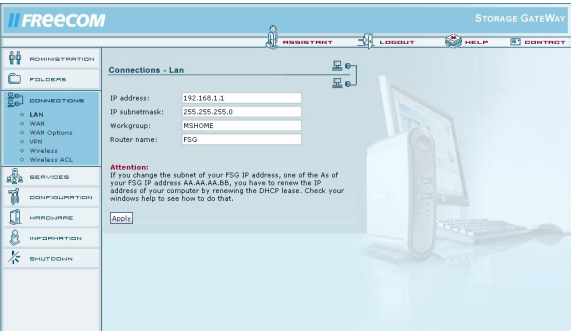 FREECOM
STORAGE GATEWAY
ASSISTANT
LOGOUT
HELP
CONTACT
ADMINISTRATION
FOLDERS
CONNECTIONS
LAN
WAN
WAN Options
VPN
Wireless
Wireless ACL
SERVICES
CONFIGURATION
HARDWARE
INFORMATION
SHUTDOWN
Connections - Lan
IP address: 192.168.1.1
IP subnetmask: 255.255.255.0
Workgroup: MSHOME
Router name: FSG
Attention:
If you change the subnet of your FSG IP address, one of the As of
your FSG IP address AA.AA.AA.BB, you have to renew the IP
address of your computer by renewing the DHCP lease. Check your
windows help to see how to do that.
Apply